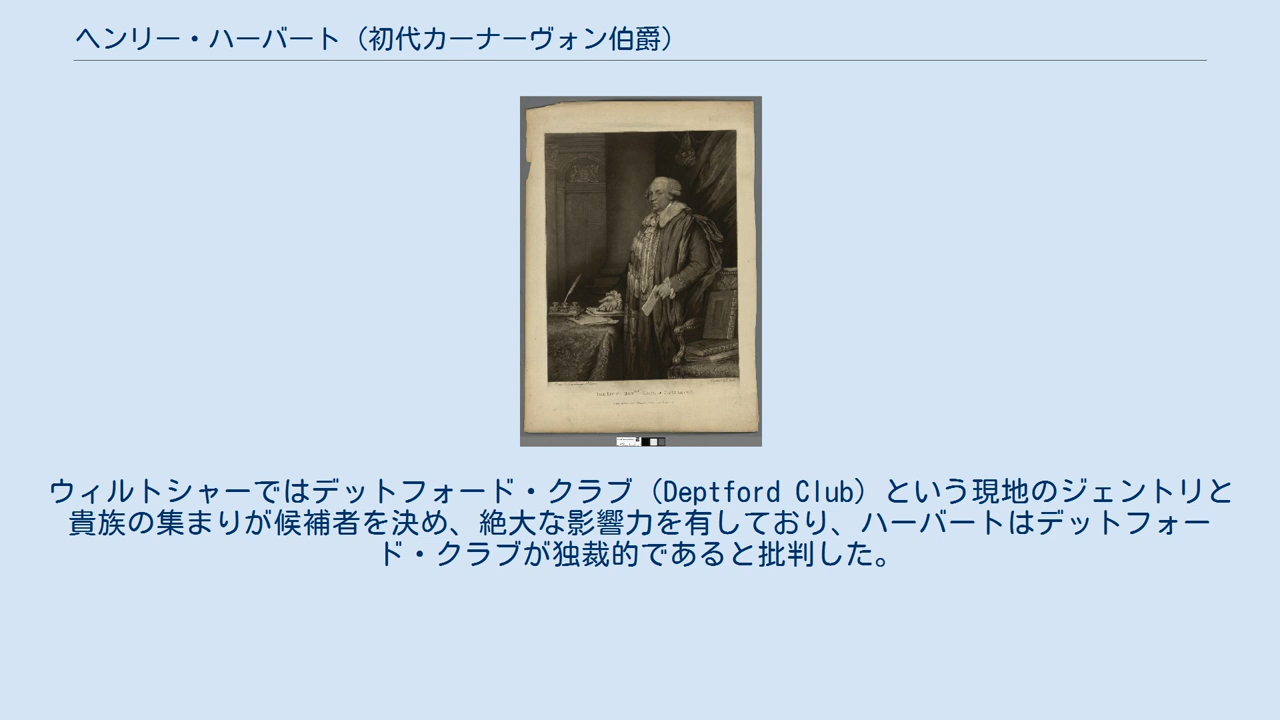 ヘンリー・ハーバート（初代カーナーヴォン伯爵）
ウィルトシャーではデットフォード・クラブ（Deptford Club）という現地のジェントリと
貴族の集まりが候補者を決め、絶大な影響力を有しており、ハーバートはデットフォー
ド・クラブが独裁的であると批判した。